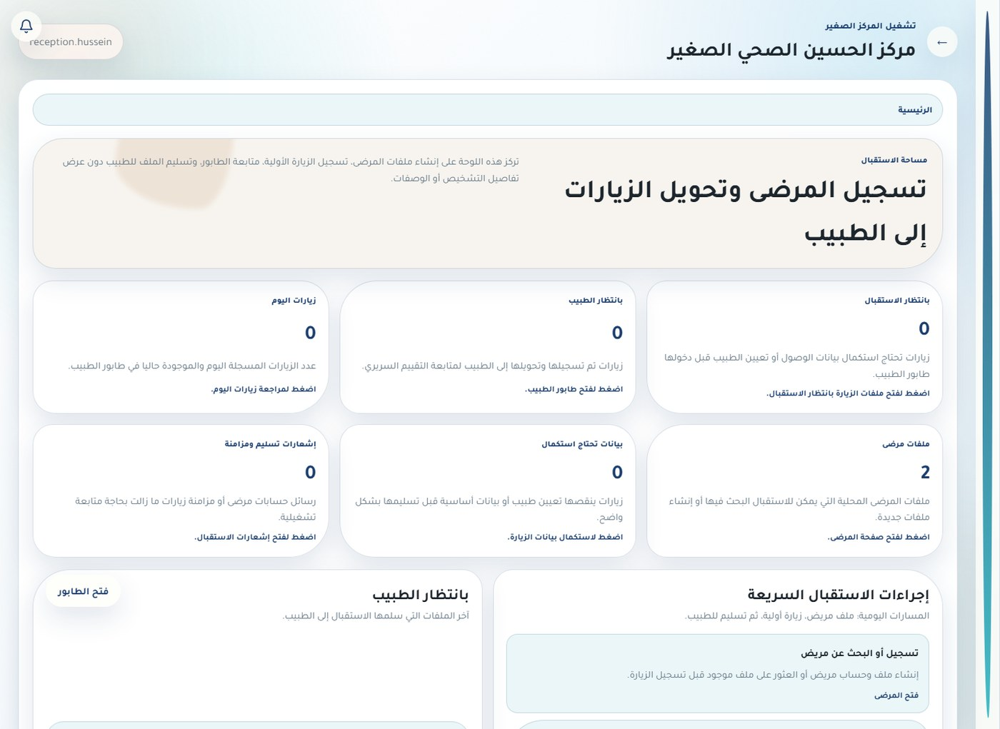 تشغيل المركز الصغير
مركز الحسين الصحي الصغير
←
reception.hussein
الرئيسية
مساحة الاستقبال
تسجيل المرضى وتحويل الزيارات
إلى الطبيب
تركز هذه اللوحة على إنشاء ملفات المرضى، تسجيل الزيارة الأولية، متابعة الطابور، وتسليم الملف للطبيب دون عرض
تفاصيل التشخيص أو الوصفات.
بانتظار الاستقبال
0
زيارات تحتاج استكمال بيانات الوصول أو تعيين الطبيب قبل دخولها
طابور الطبيب.
اضغط لفتح ملفات الزيارة بانتظار الاستقبال.
بانتظار الطبيب
0
زيارات تم تسجيلها وتحويلها إلى الطبيب لمتابعة التقييم السريري.
اضغط لفتح طابور الطبيب.
زيارات اليوم
0
عدد الزيارات المسجلة اليوم والموجودة حاليا في طابور الطبيب.
اضغط لمراجعة زيارات اليوم.
ملفات مرضى
2
ملفات المرضى المحلية التي يمكن للاستقبال البحث فيها أو إنشاء
ملفات جديدة.
اضغط لفتح صفحة المرضى.
بيانات تحتاج استكمال
0
زيارات ينقصها تعيين طبيب أو بيانات أساسية قبل تسليمها بشكل
واضح.
اضغط لاستكمال بيانات الزيارة.
إشعارات تسليم ومزامنة
0
رسائل حسابات مرضى أو مزامنة زيارات ما زالت بحاجة متابعة
تشغيلية.
اضغط لفتح إشعارات الاستقبال.
إجراءات الاستقبال السريعة
المسارات اليومية: ملف مريض، زيارة أولية، ثم تسليم للطبيب.
تسجيل أو البحث عن مريض
إنشاء ملف وحساب مريض أو العثور على ملف موجود قبل تسجيل الزيارة.
فتح المرضى
بانتظار الطبيب
آخر الملفات التي سلمها الاستقبال إلى الطبيب.
فتح الطابور